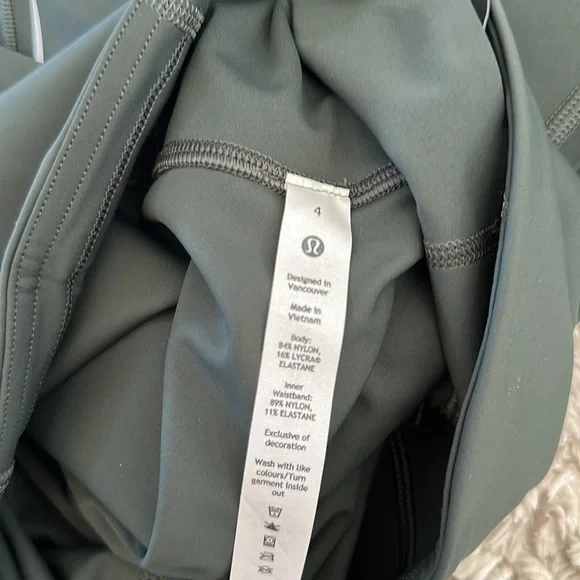 4
Designed in
Vancouver
Made in
Vietnam
Body:
84% NYLON,
16% LYCRA®
ELASTANE
Inner
Waistband:
89% NYLON,
11% ELASTANE
Exclusive of
decoration
Wash with like
colours/Turn
garment inside
out